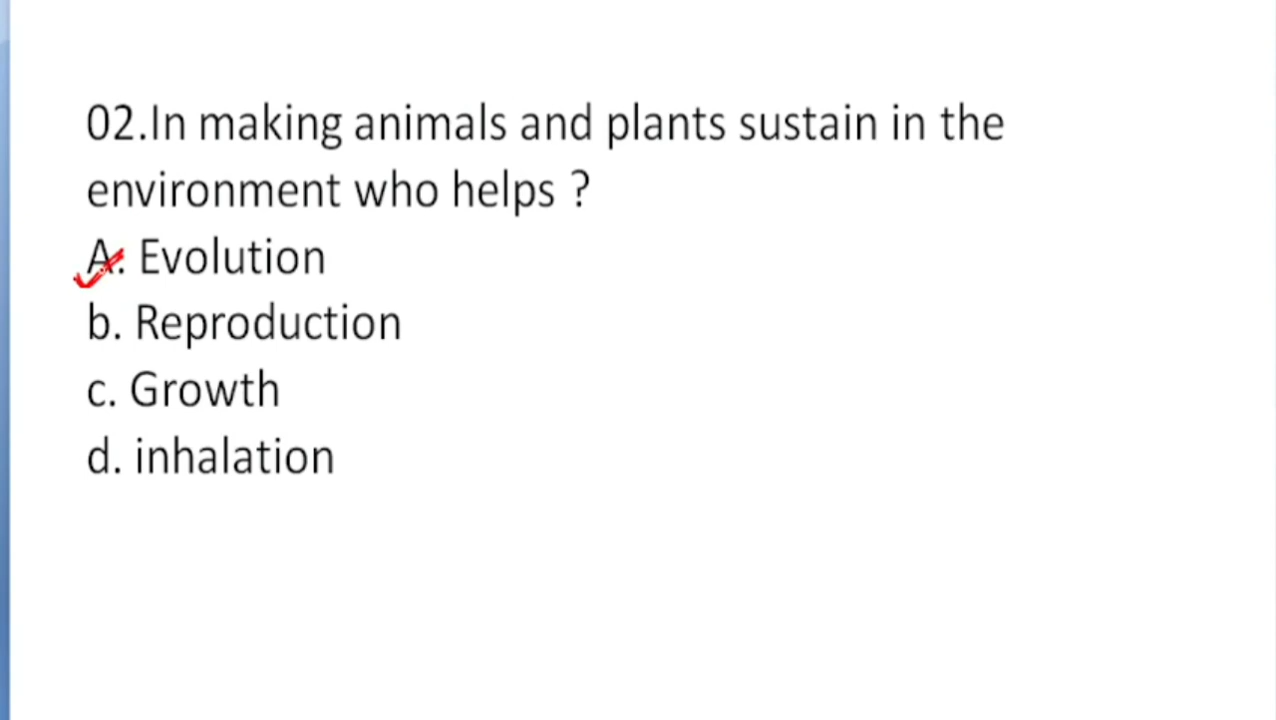 02.In making animals and plants sustain in the
environment who helps ?
A. Evolution
b. Reproduction
c. Growth
d. inhalation